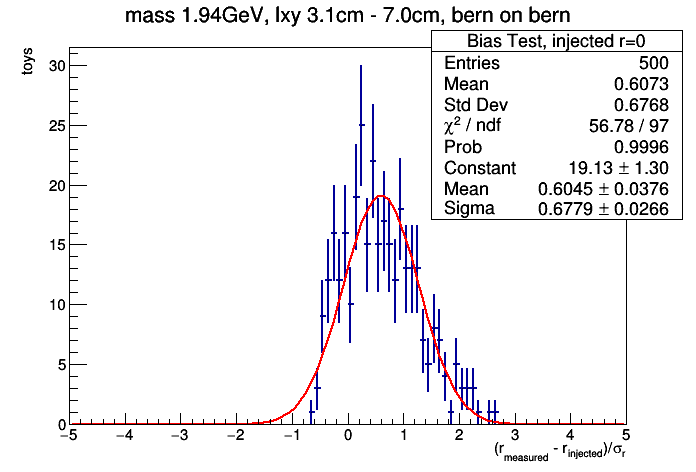 mass 1.94GeV, lxy 3.1cm - 7.0cm, bern on bern
Bias Test, injected r=0
Entries 500
Mean 0.6073
Std Dev 0.6768
χ² / ndf 56.78 / 97
Prob 0.9996
Constant 19.13 ± 1.30
Mean 0.6045 ± 0.0376
Sigma 0.6779 ± 0.0266
toys
30
25
20
15
10
5
0
−5 −4 −3 −2 −1 0 1 2 3 4 5
(r_measured - r_injected)/σ_r